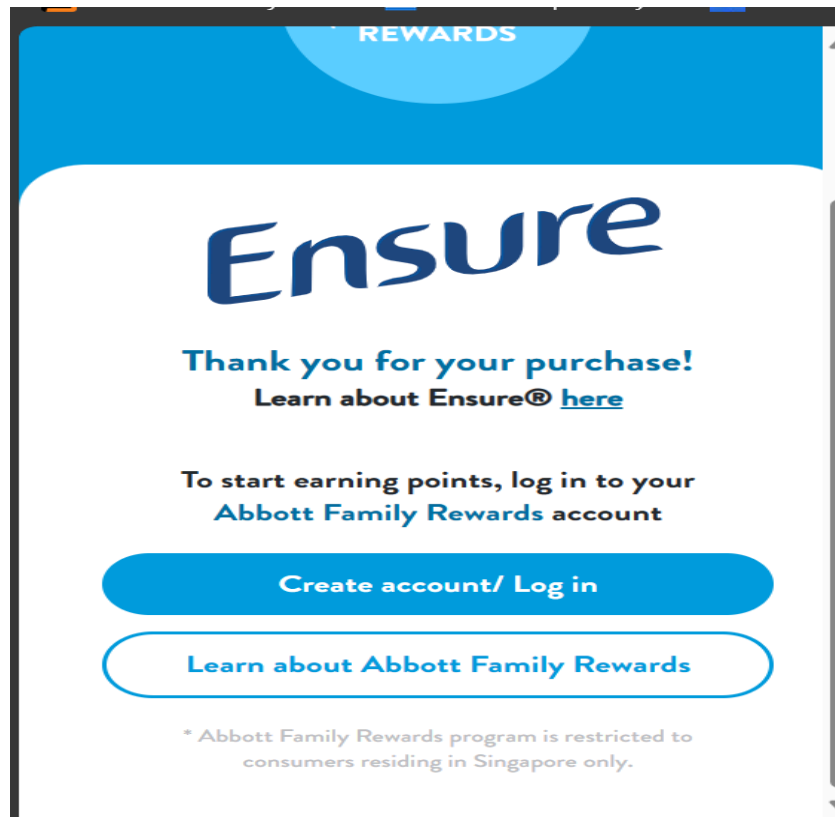 REWARDS
Ensure
Thank you for your purchase!
Learn about Ensure® here
To start earning points, log in to your
Abbott Family Rewards account
Create account/ Log in
Learn about Abbott Family Rewards
* Abbott Family Rewards program is restricted to
consumers residing in Singapore only.